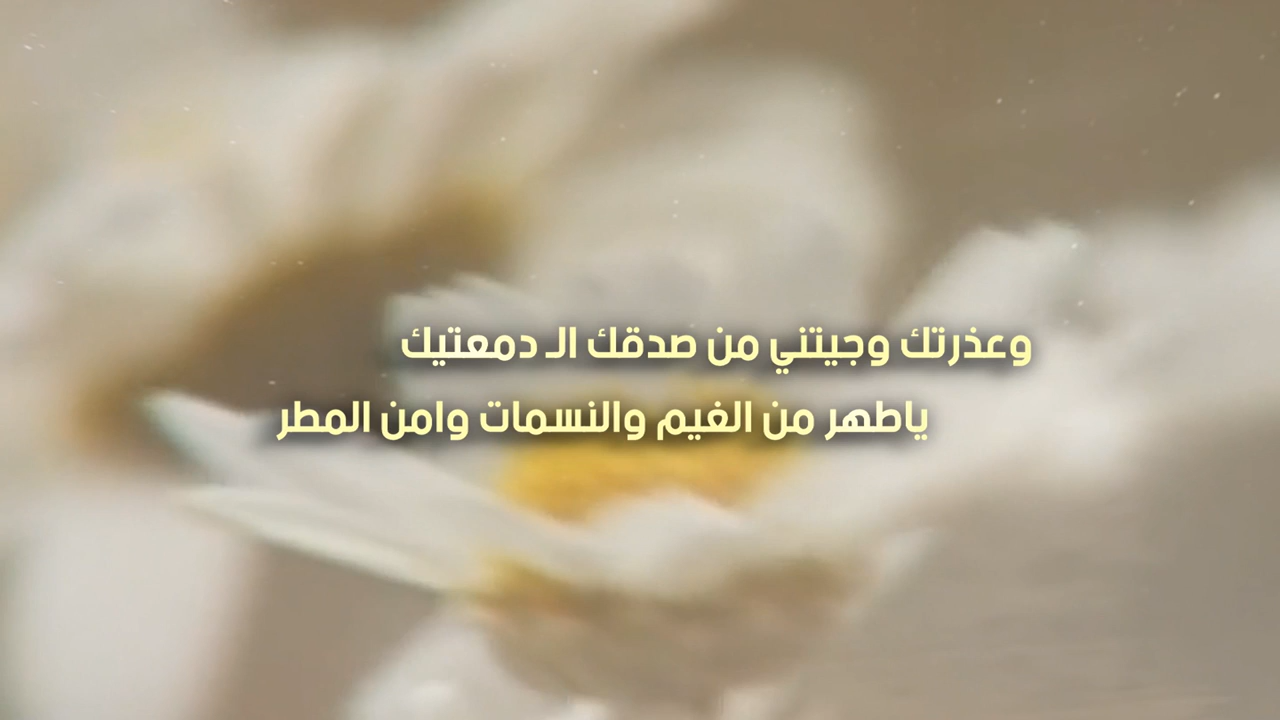 وعذرتك وجيتني من صدقك الـ دمعتيك
ياطهر من الغيم والنسمات وامن المطر